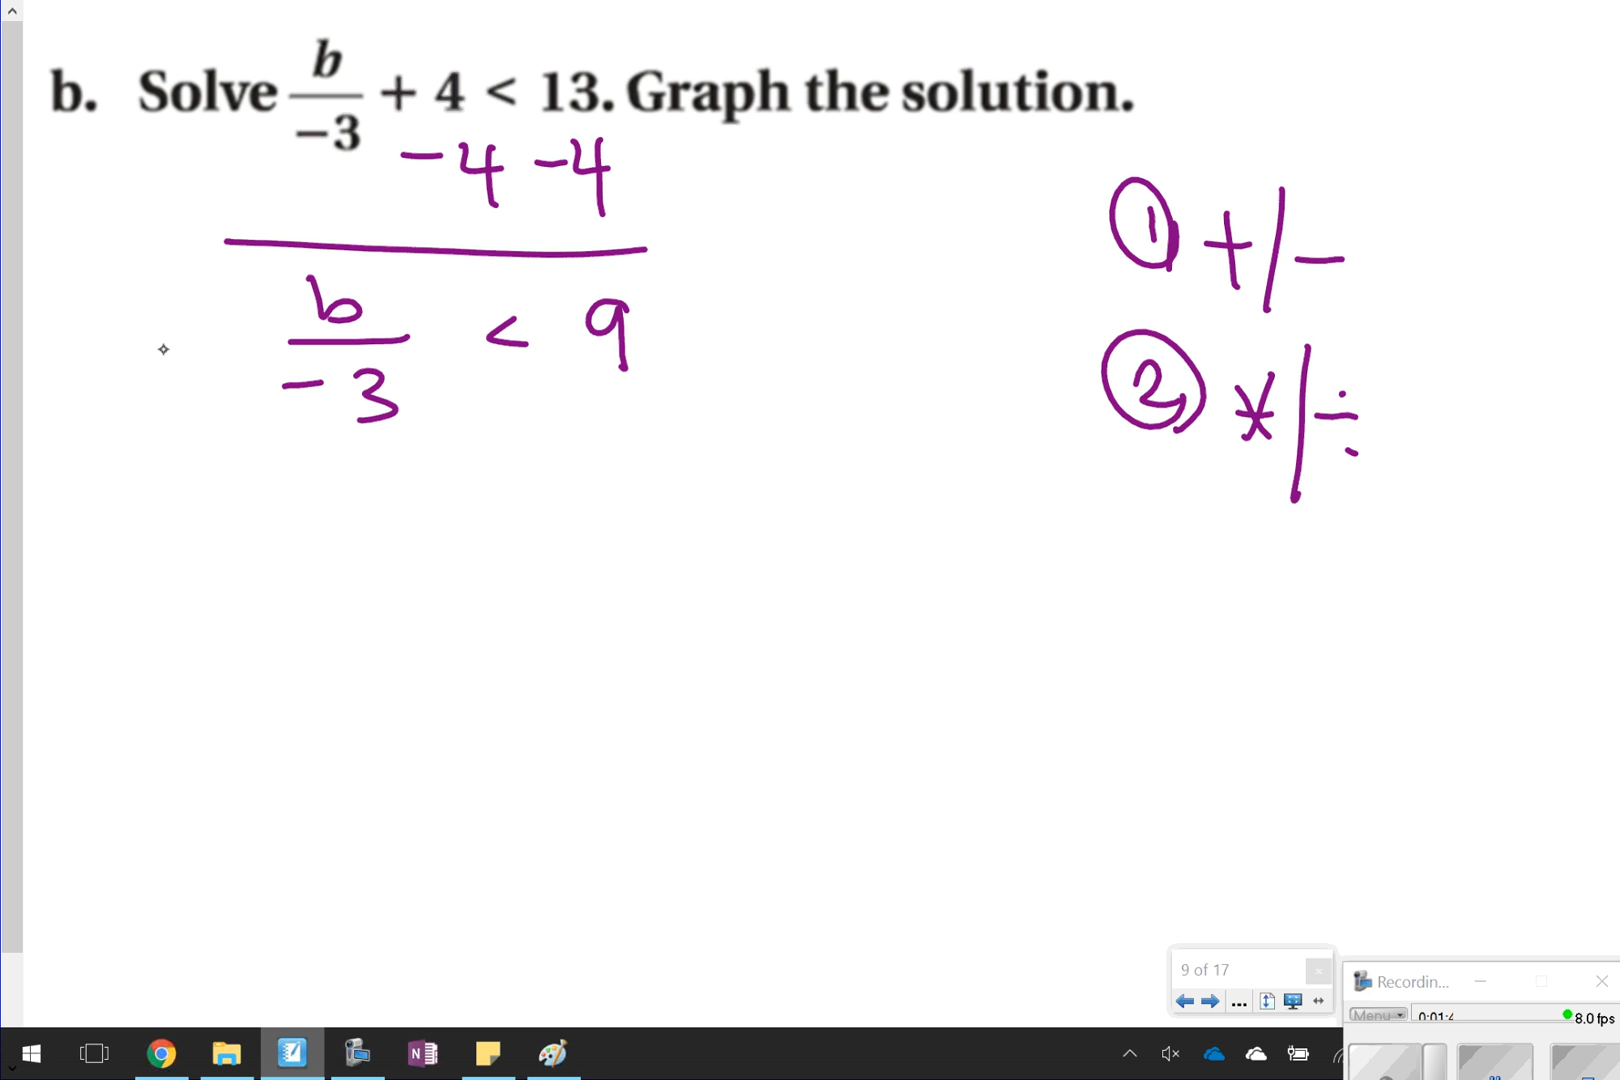 b. Solve b/-3 + 4 < 13. Graph the solution.
-4 -4
b/-3 < 9
1) +/-
2) */÷
9 of 17
Recordin...
Menu
8.0 fps